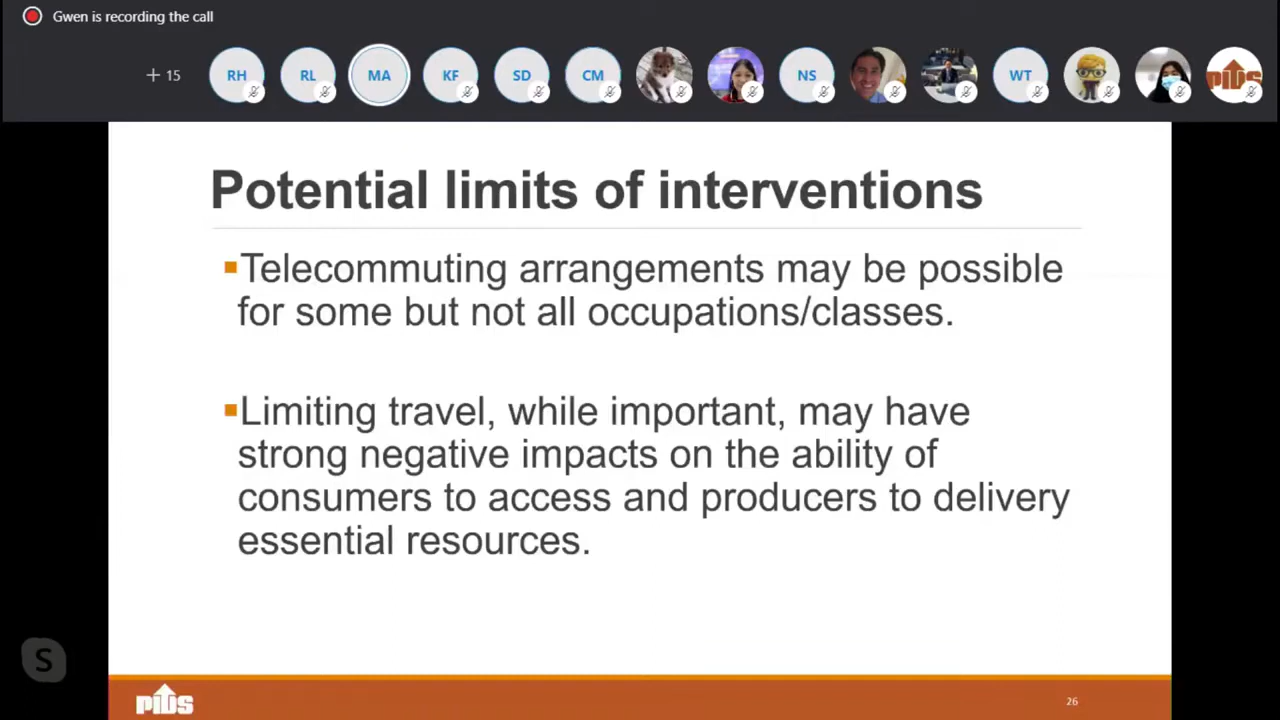 Gwen is recording the call
+ 15
RH
RL
MA
KF
SD
CM
NS
WT
PIDS
Potential limits of interventions
▪Telecommuting arrangements may be possible
for some but not all occupations/classes.
▪Limiting travel, while important, may have
strong negative impacts on the ability of
consumers to access and producers to delivery
essential resources.
S
PIDS
26